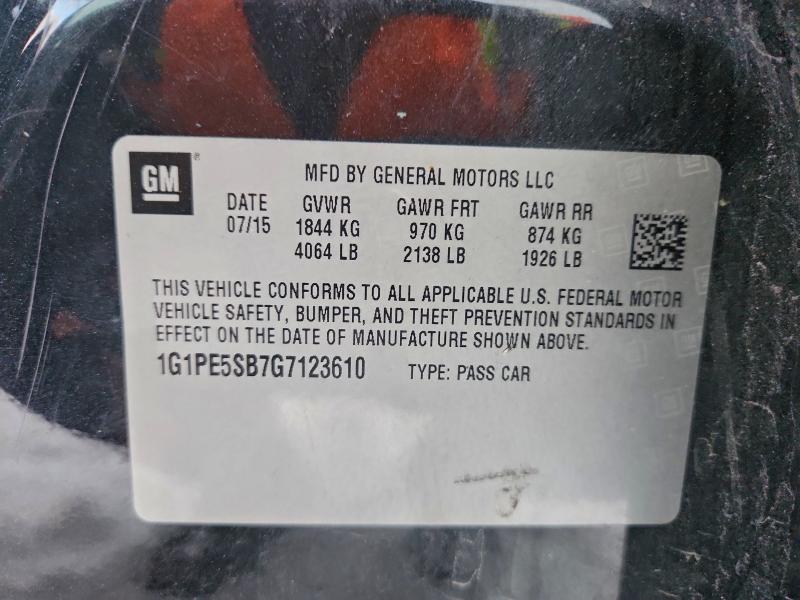 GM
MFD BY GENERAL MOTORS LLC
DATE GVWR GAWR FRT GAWR RR
07/15 1844 KG 970 KG 874 KG
4064 LB 2138 LB 1926 LB
THIS VEHICLE CONFORMS TO ALL APPLICABLE U.S. FEDERAL MOTOR
VEHICLE SAFETY, BUMPER, AND THEFT PREVENTION STANDARDS IN
EFFECT ON THE DATE OF MANUFACTURE SHOWN ABOVE.
1G1PE5SB7G7123610 TYPE: PASS CAR